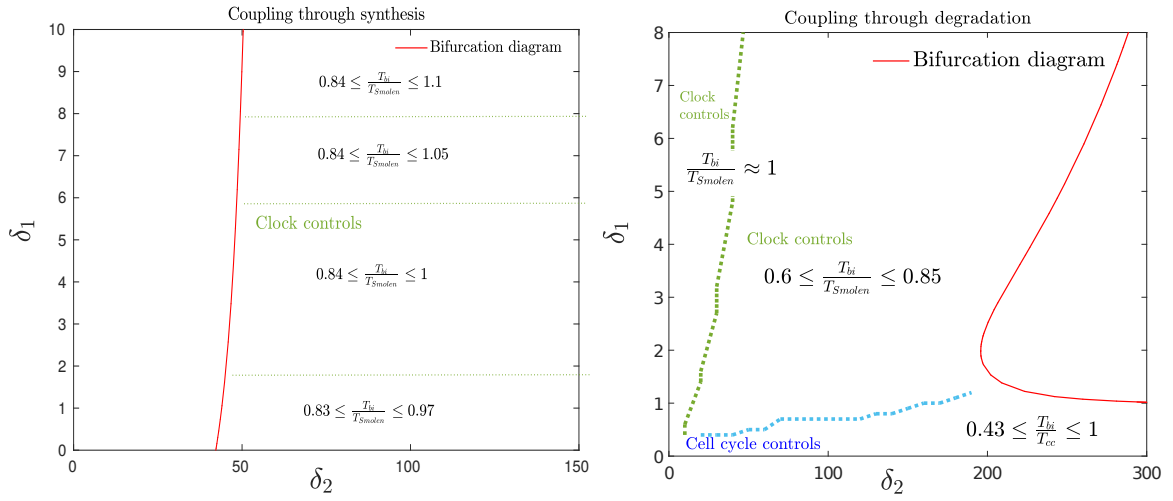 Coupling through synthesis
10
9
8
7
6
5
4
3
2
1
0
δ₁
Bifurcation diagram
0.84 ≤ T_bi/T_Smolen ≤ 1.1
0.84 ≤ T_bi/T_Smolen ≤ 1.05
Clock controls
0.84 ≤ T_bi/T_Smolen ≤ 1
0.83 ≤ T_bi/T_Smolen ≤ 0.97
0 50 100 150
δ₂
Coupling through degradation
8
7
6
5
4
3
2
1
0
δ₁
Bifurcation diagram
Clock
controls
T_bi/T_Smolen ≈ 1
Clock controls
0.6 ≤ T_bi/T_Smolen ≤ 0.85
Cell cycle controls
0.43 ≤ T_bi/T_cc ≤ 1
0 100 200 300
δ₂